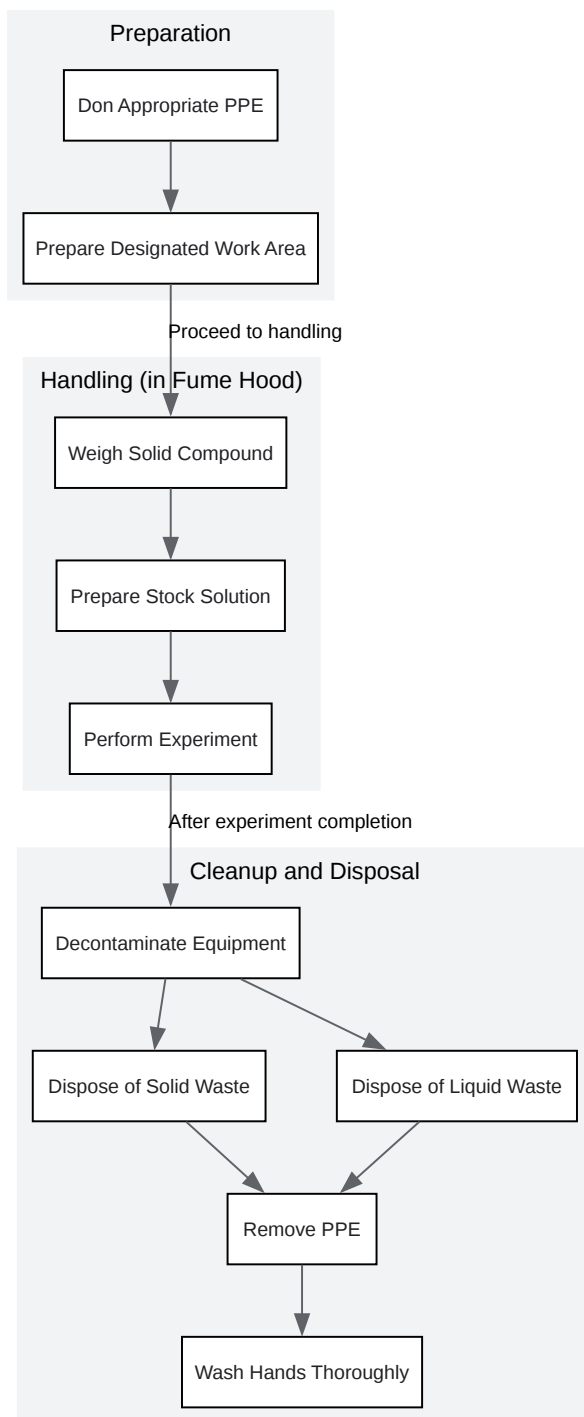 Preparation
Don Appropriate PPE
Prepare Designated Work Area
Proceed to handling
Handling (in Fume Hood)
Weigh Solid Compound
Prepare Stock Solution
Perform Experiment
After experiment completion
Cleanup and Disposal
Decontaminate Equipment
Dispose of Solid Waste
Dispose of Liquid Waste
Remove PPE
Wash Hands Thoroughly